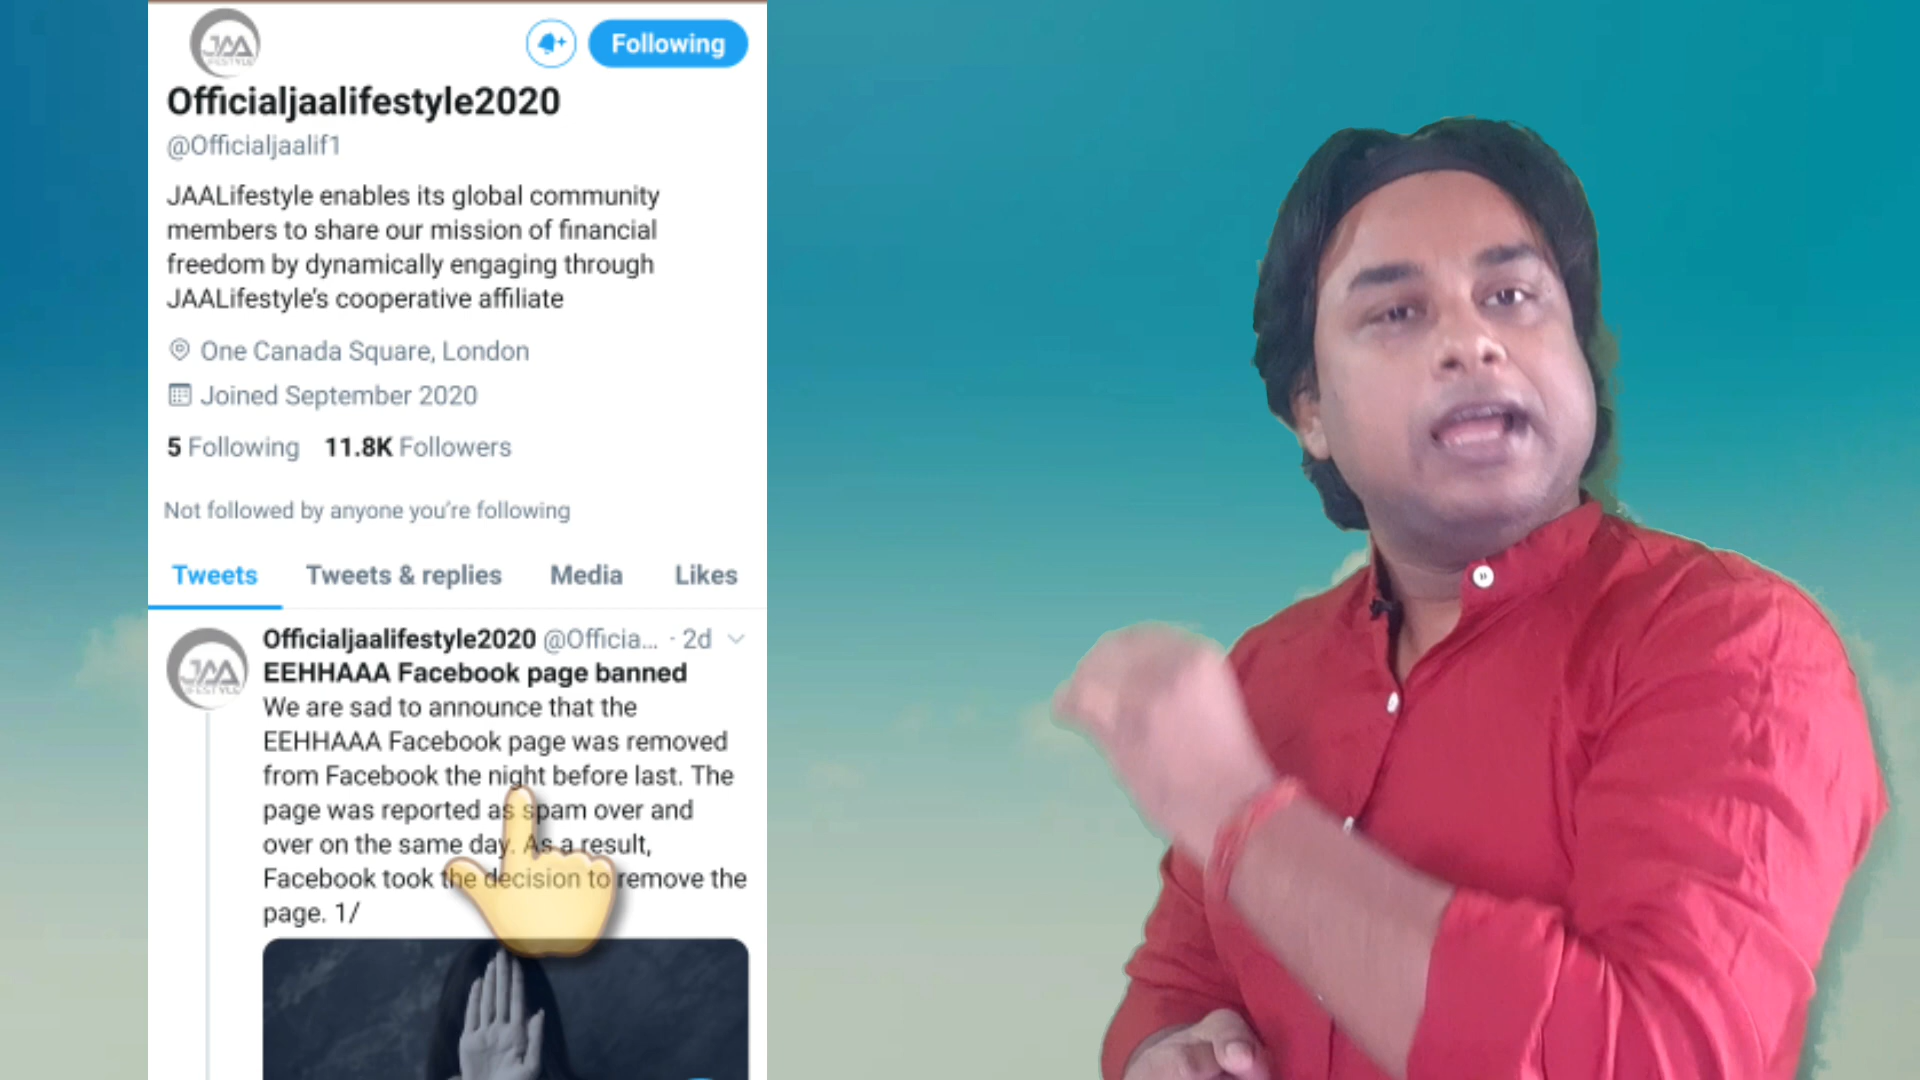 JAA
LIFESTYLE
Following
Officialjaalifestyle2020
@Officialjaalif1
JAALifestyle enables its global community
members to share our mission of financial
freedom by dynamically engaging through
JAALifestyle's cooperative affiliate
One Canada Square, London
Joined September 2020
5 Following 11.8K Followers
Not followed by anyone you're following
Tweets Tweets & replies Media Likes
JAA
LIFESTYLE
Officialjaalifestyle2020 @Officia... · 2d
EEHHAAA Facebook page banned
We are sad to announce that the
EEHHAAA Facebook page was removed
from Facebook the night before last. The
page was reported as spam over and
over on the same day. As a result,
Facebook took the decision to remove the
page. 1/